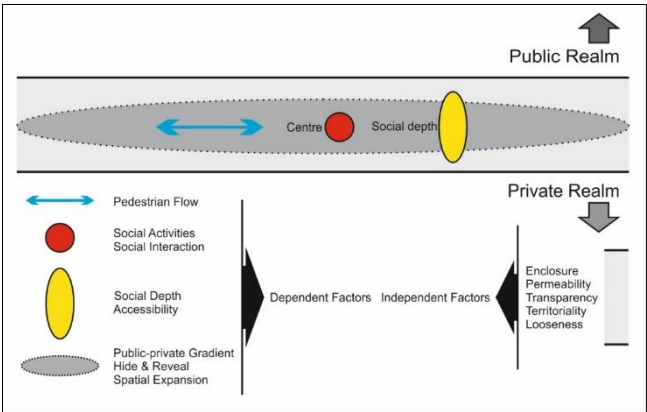 Public Realm
Centre
Social depth
Private Realm
Pedestrian Flow
Social Activities
Social Interaction
Social Depth
Accessibility
Public-private Gradient
Hide & Reveal
Spatial Expansion
Dependent Factors
Independent Factors
Enclosure
Permeability
Transparency
Territoriality
Looseness